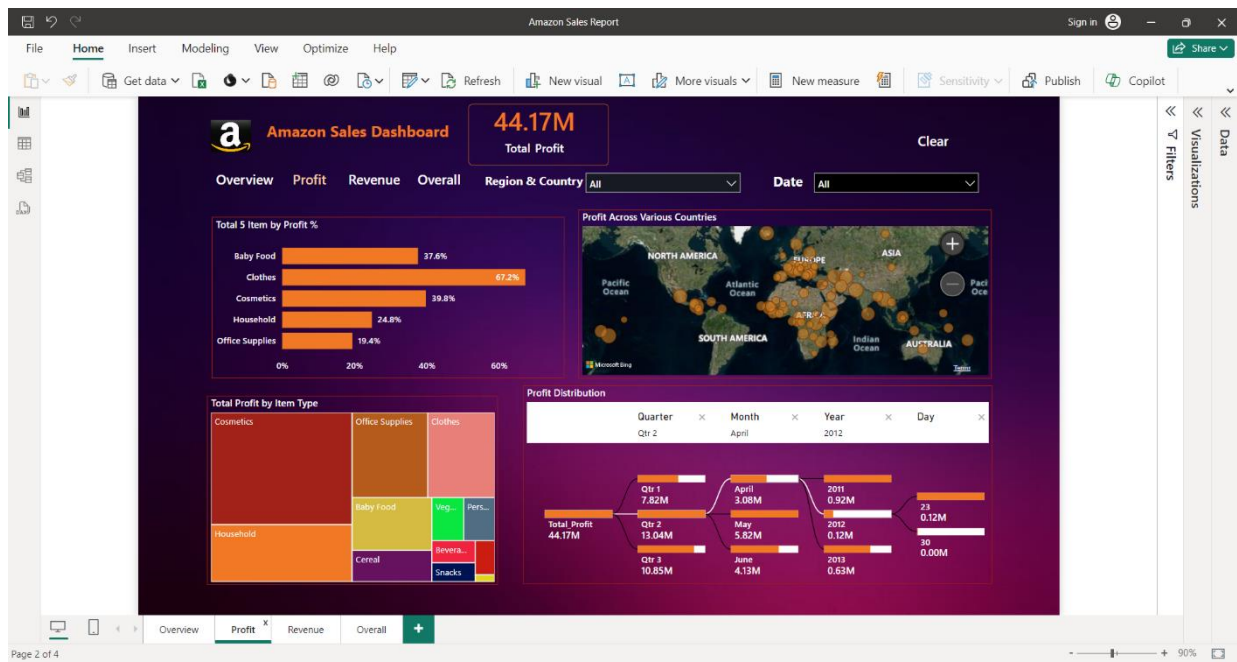 Amazon Sales Report
Sign in
File Home Insert Modeling View Optimize Help
Share
Get data
Refresh
New visual
More visuals
New measure
Sensitivity
Publish
Copilot
a
Amazon Sales Dashboard
44.17M
Total Profit
Clear
Overview Profit Revenue Overall
Region & Country All
Date All
Filters
Visualizations
Data
Total 5 Item by Profit %
Baby Food 37.6%
Clothes 67.2%
Cosmetics 39.8%
Household 24.8%
Office Supplies 19.4%
0% 20% 40% 60%
Profit Across Various Countries
NORTH AMERICA
EUROPE
ASIA
Pacific
Ocean
Atlantic
Ocean
Paci
Oce
AFRICA
SOUTH AMERICA
Indian
Ocean
AUSTRALIA
Microsoft Bing
Terms
Total Profit by Item Type
Cosmetics
Office Supplies
Clothes
Baby Food
Veg...
Pers...
Household
Cereal
Bevera...
Snacks
Profit Distribution
Quarter × Month × Year × Day ×
Qtr 2 April 2012
Total_Profit
44.17M
Qtr 1
7.82M
Qtr 2
13.04M
Qtr 3
10.85M
April
3.08M
May
5.82M
June
4.13M
2011
0.92M
2012
0.12M
2013
0.63M
23
0.12M
30
0.00M
Overview Profit x Revenue Overall +
Page 2 of 4
- + 90%